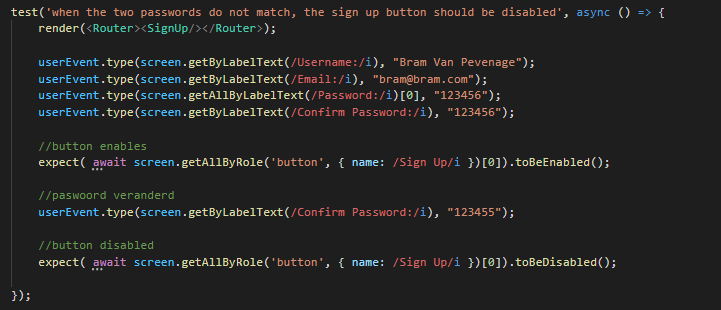 test('when the two passwords do not match, the sign up button should be disabled', async () => {
    render(<Router><SignUp/></Router>);

    userEvent.type(screen.getByLabelText(/Username:/i), "Bram Van Pevenage");
    userEvent.type(screen.getByLabelText(/Email:/i), "bram@bram.com");
    userEvent.type(screen.getAllByLabelText(/Password:/i)[0], "123456");
    userEvent.type(screen.getByLabelText(/Confirm Password:/i), "123456");

    //button enables
    expect( await screen.getAllByRole('button', { name: /Sign Up/i })[0]).toBeEnabled();

    //paswoord veranderd
    userEvent.type(screen.getByLabelText(/Confirm Password:/i), "123455");

    //button disabled
    expect( await screen.getAllByRole('button', { name: /Sign Up/i })[0]).toBeDisabled();

});